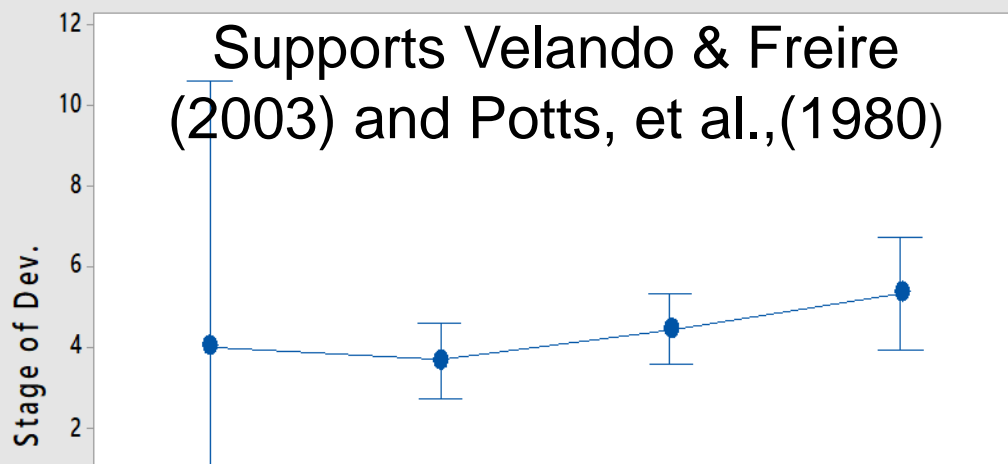 Supports Velando & Freire
(2003) and Potts, et al.,(1980)
12
10
8
6
4
2
Stage of Dev.